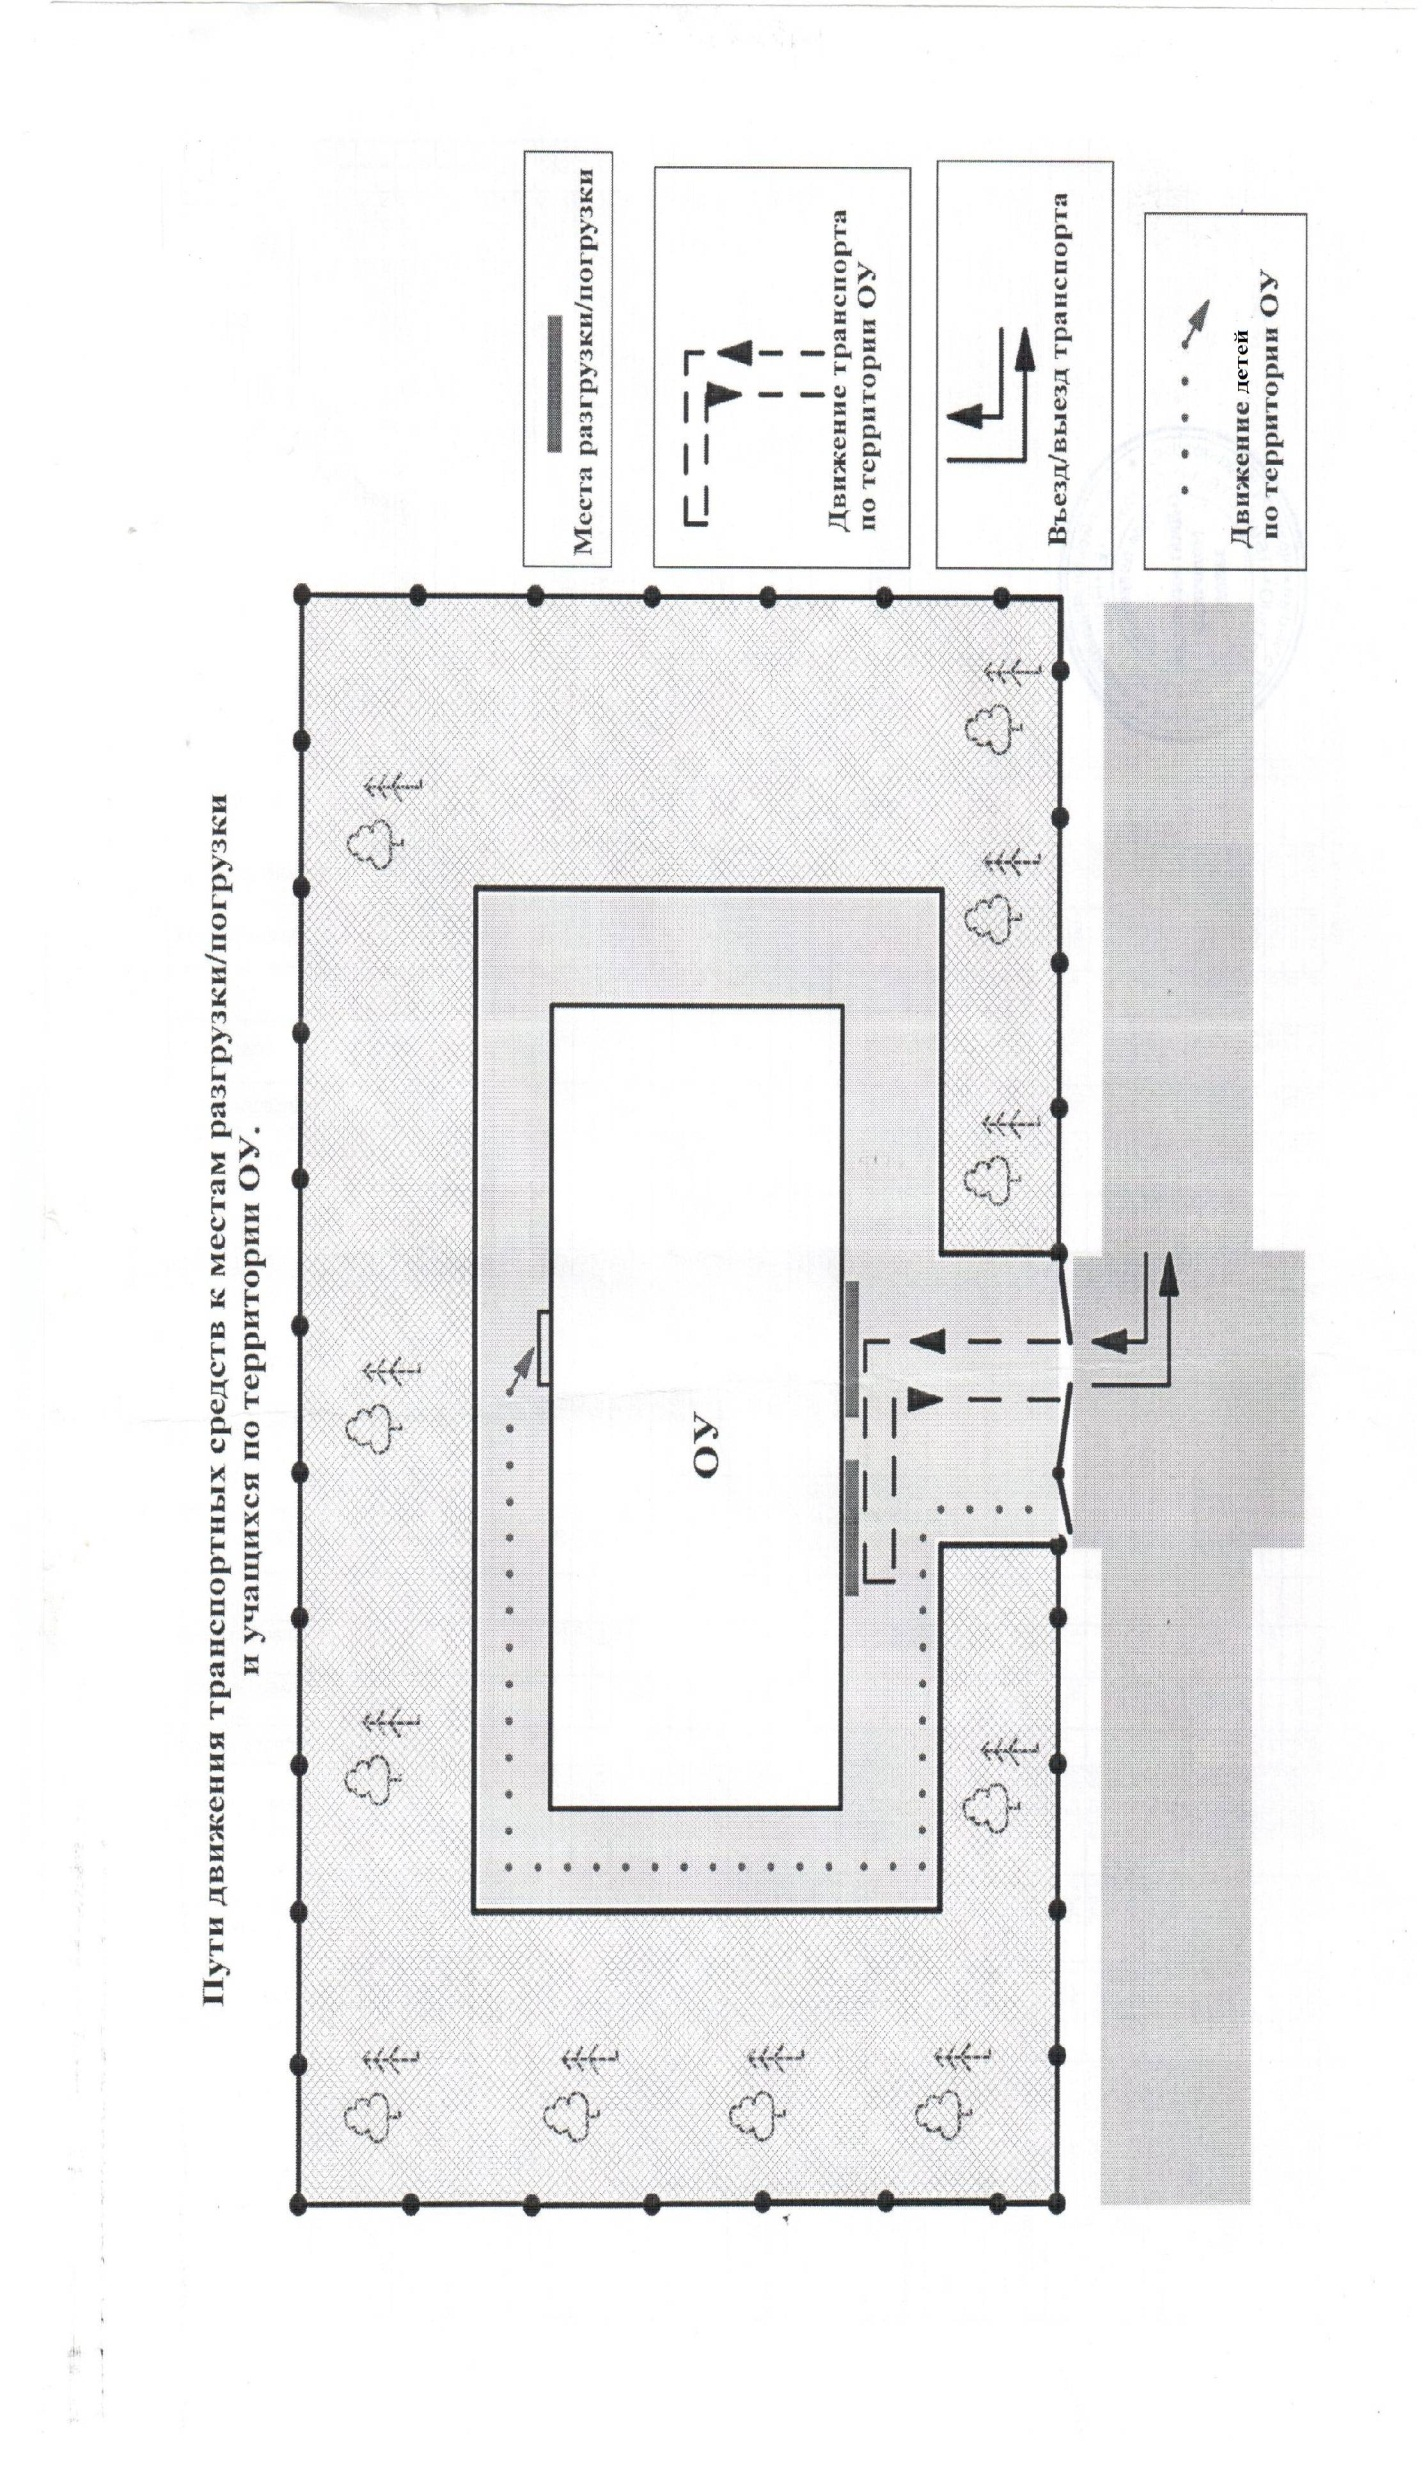 Пути движения транспортных средств к местам разгрузки/погрузки
и учащихся по территории ОУ.
ОУ
Места разгрузки/погрузки
Движение транспорта
по территории ОУ
Въезд/выезд транспорта
Движение детей
по территории ОУ